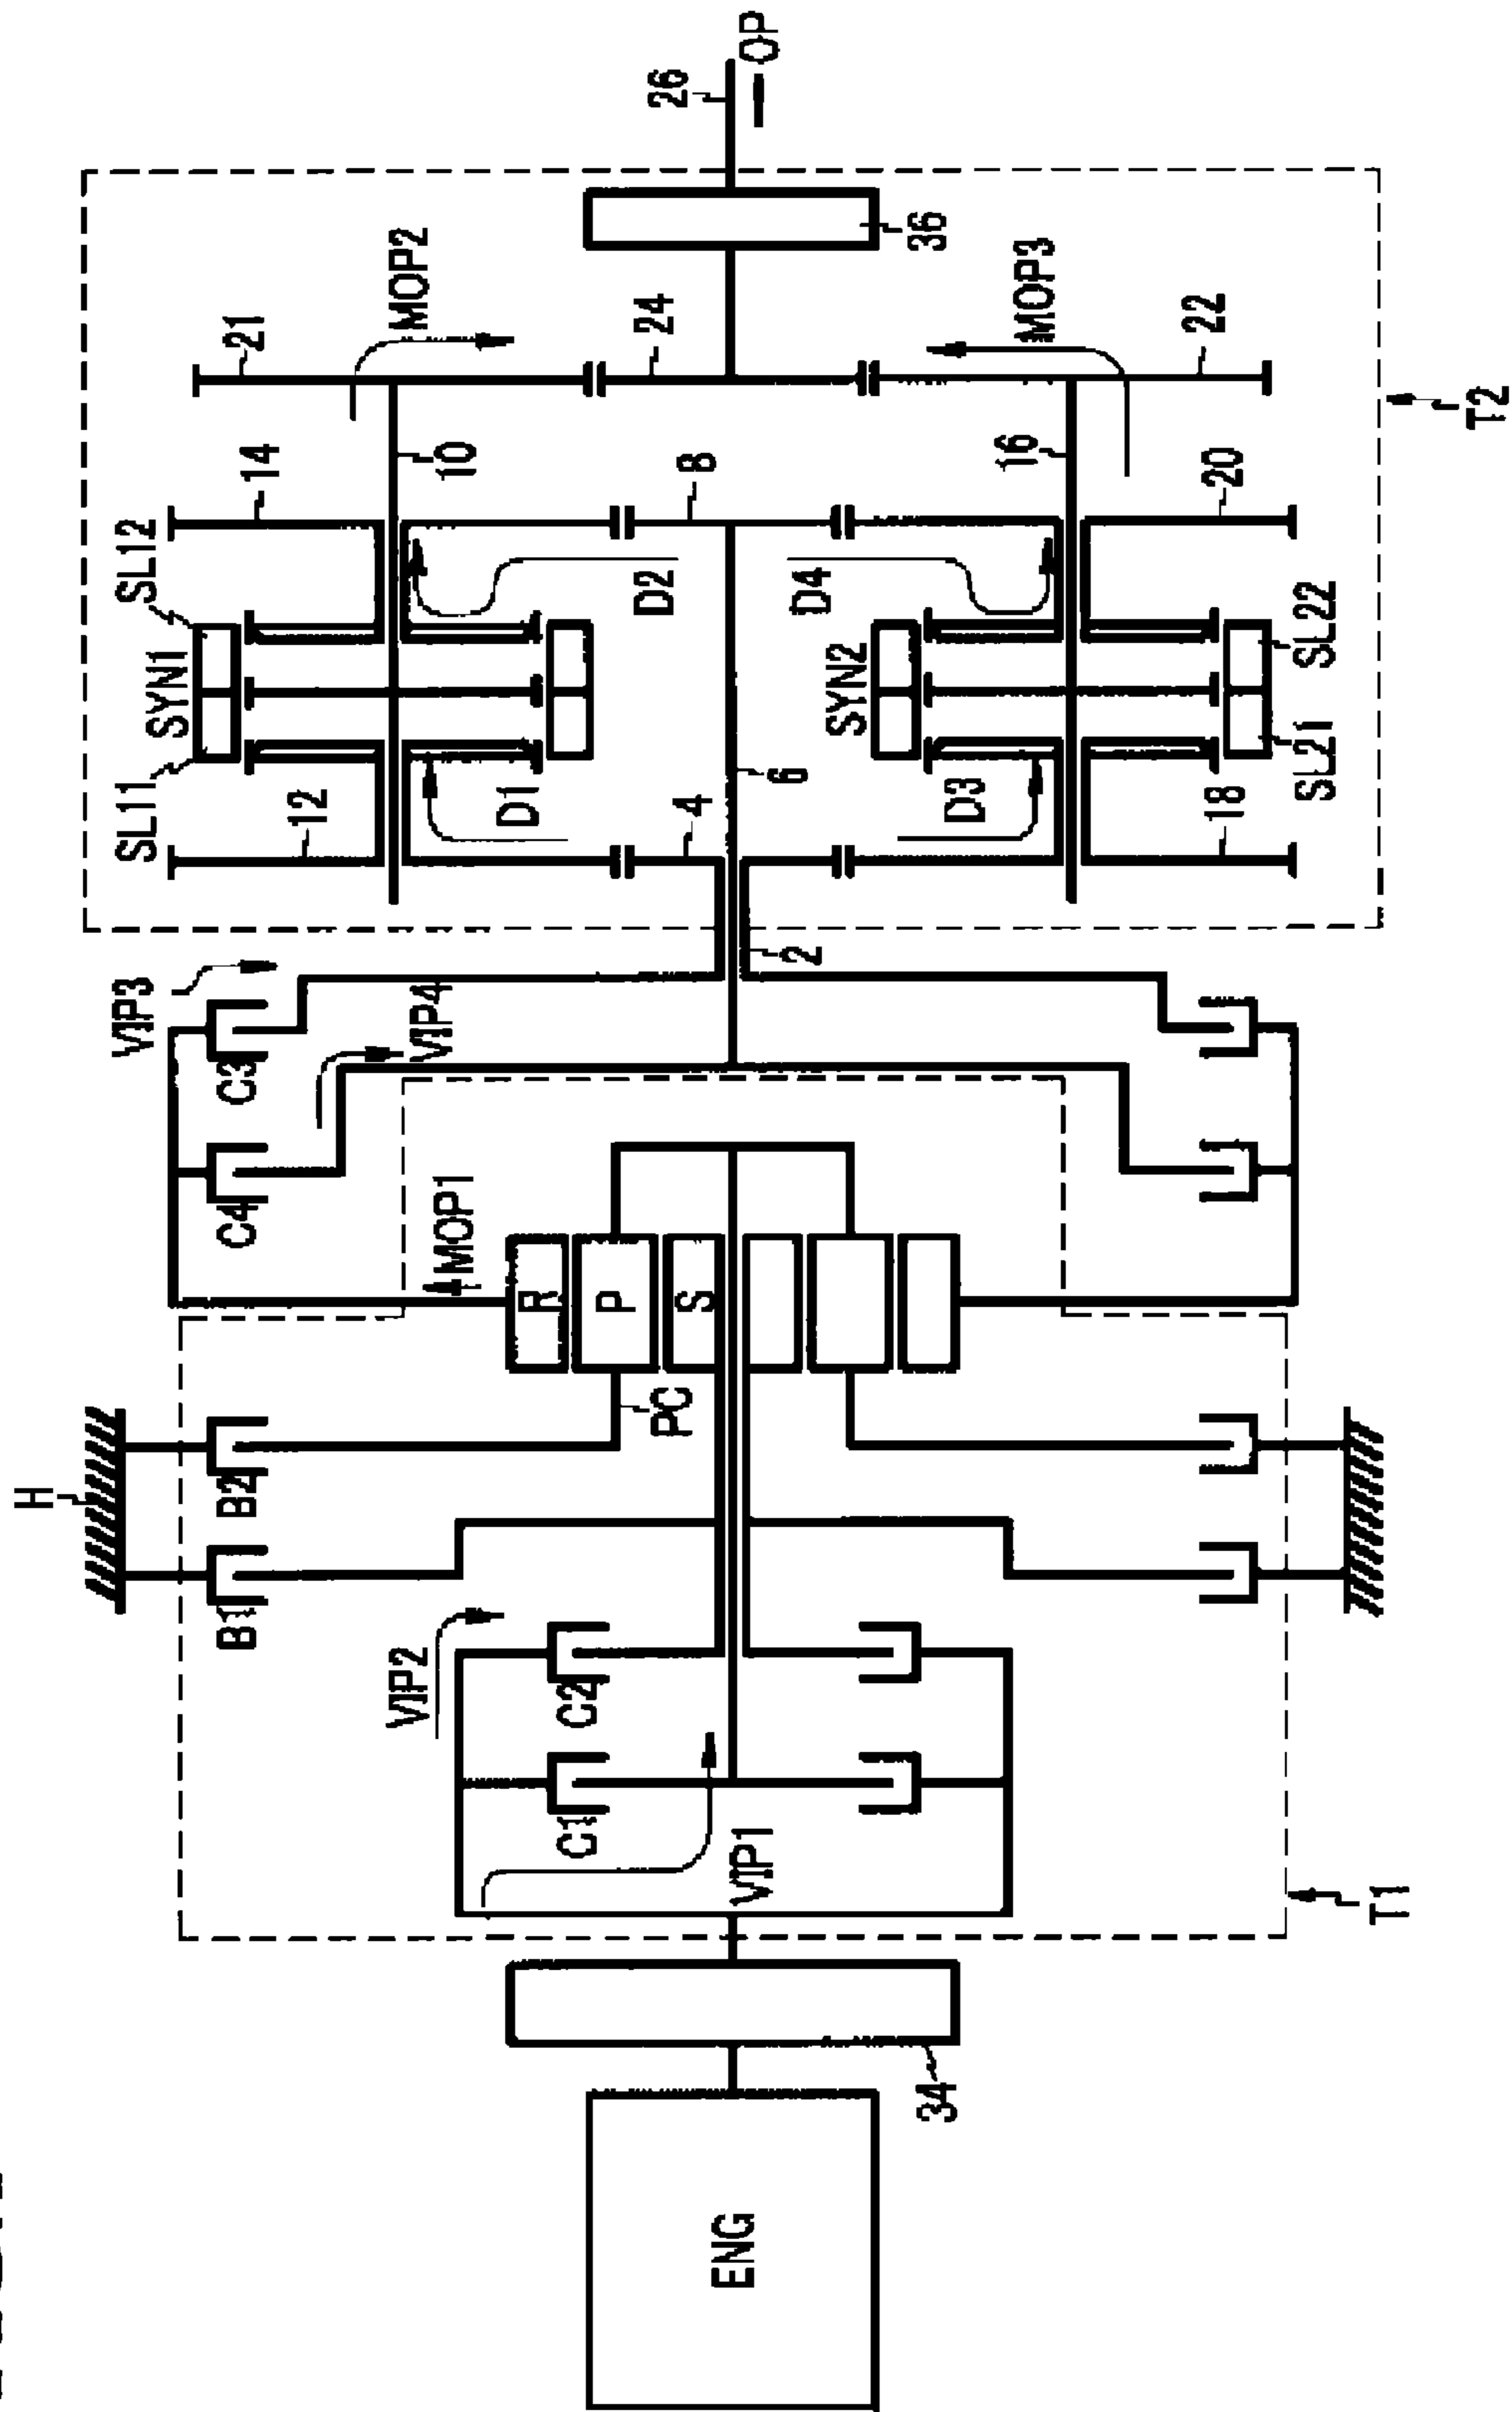 ENG
34
T1
VIP1
C1
C2
VIP2
B1
B2
H
PC
R
P
S
MOP1
C4
C3
VIP3
VIP4
2
4
6
8
12
SL11
SYN1
SL12
14
D1
D2
10
21
MOP2
24
D3
D4
SYN2
18
SL21
SL22
20
16
MOP3
22
36
26
OP
T2